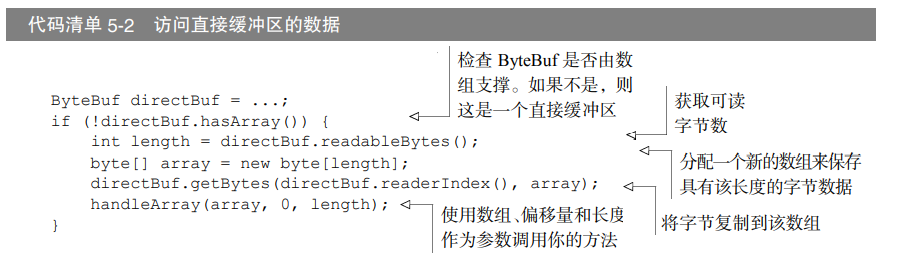 代码清单 5-2 访问直接缓冲区的数据
检查 ByteBuf 是否由数
组支撑。如果不是，则
这是一个直接缓冲区
ByteBuf directBuf = ...;
if (!directBuf.hasArray()) {
获取可读
字节数
int length = directBuf.readableBytes();
byte[] array = new byte[length];
分配一个新的数组来保存
具有该长度的字节数据
directBuf.getBytes(directBuf.readerIndex(), array);
将字节复制到该数组
handleArray(array, 0, length);
使用数组、偏移量和长度
作为参数调用你的方法
}